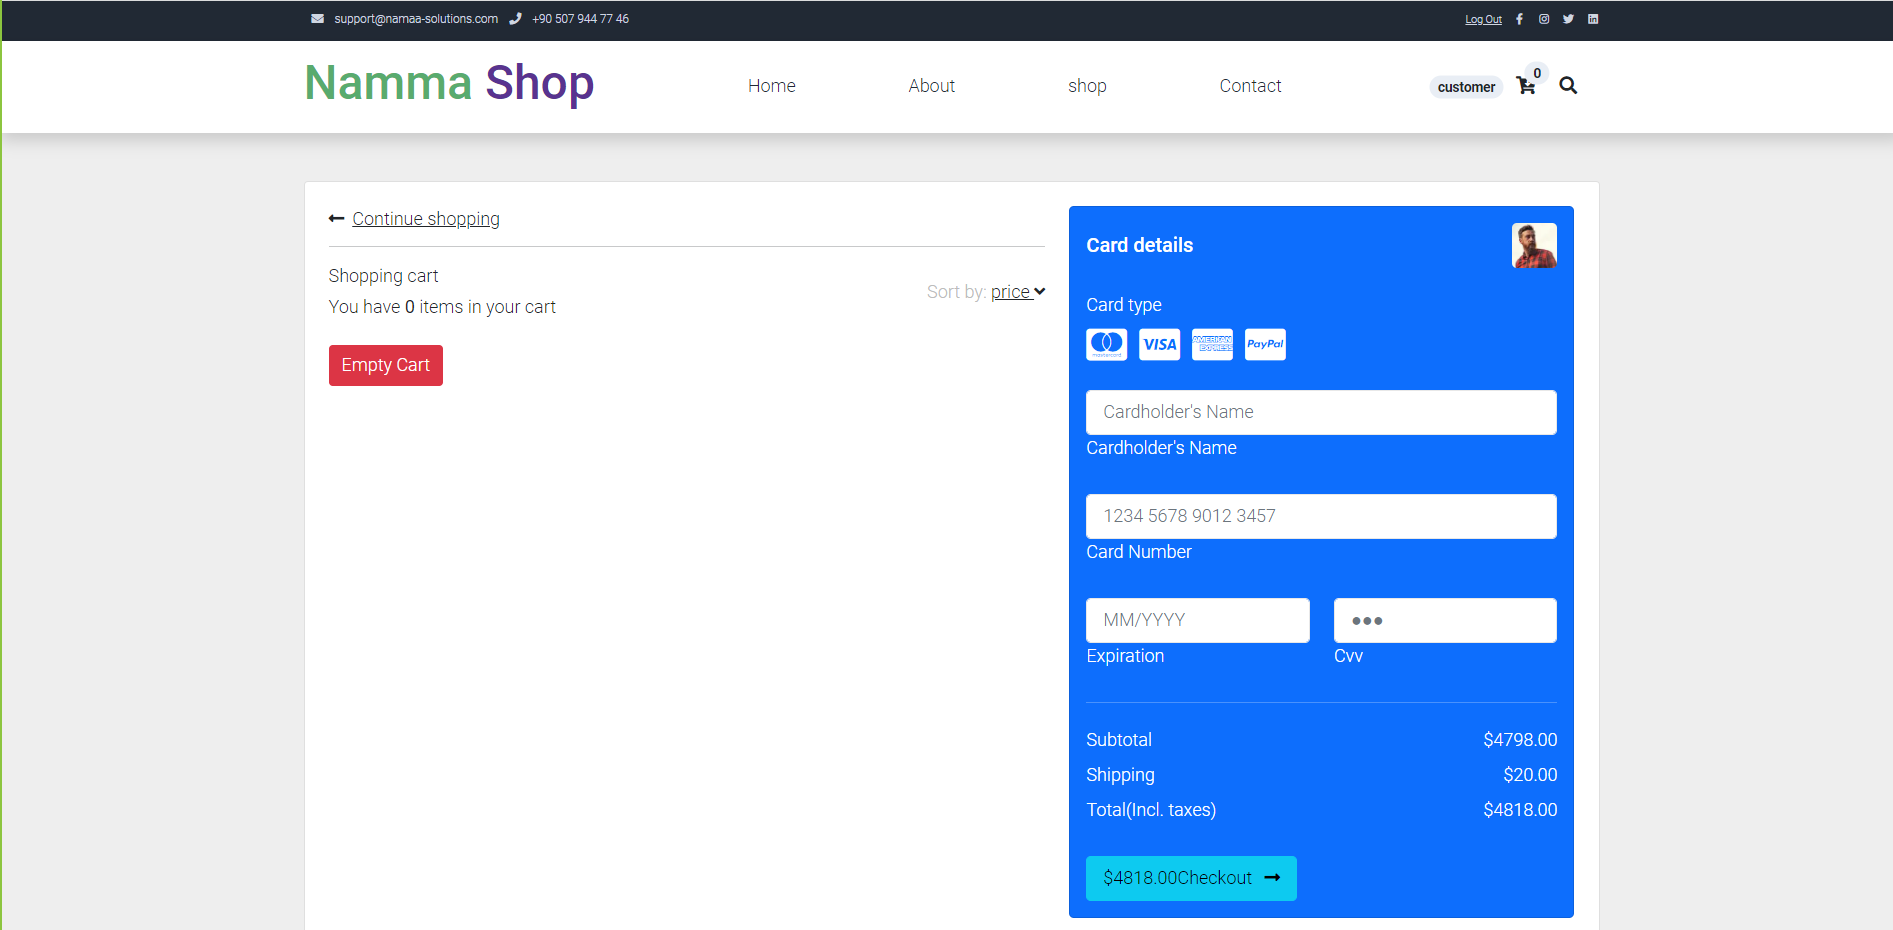 support@namaa-solutions.com +90 507 944 77 46 Log Out
Namma Shop Home About shop Contact customer 0
Continue shopping
Shopping cart
You have 0 items in your cart
Sort by: price
Empty Cart
Card details
Card type
mastercard VISA AMERICAN EXPRESS PayPal
Cardholder's Name
Cardholder's Name
1234 5678 9012 3457
Card Number
MM/YYYY ●●●
Expiration Cvv
Subtotal $4798.00
Shipping $20.00
Total(Incl. taxes) $4818.00
$4818.00Checkout